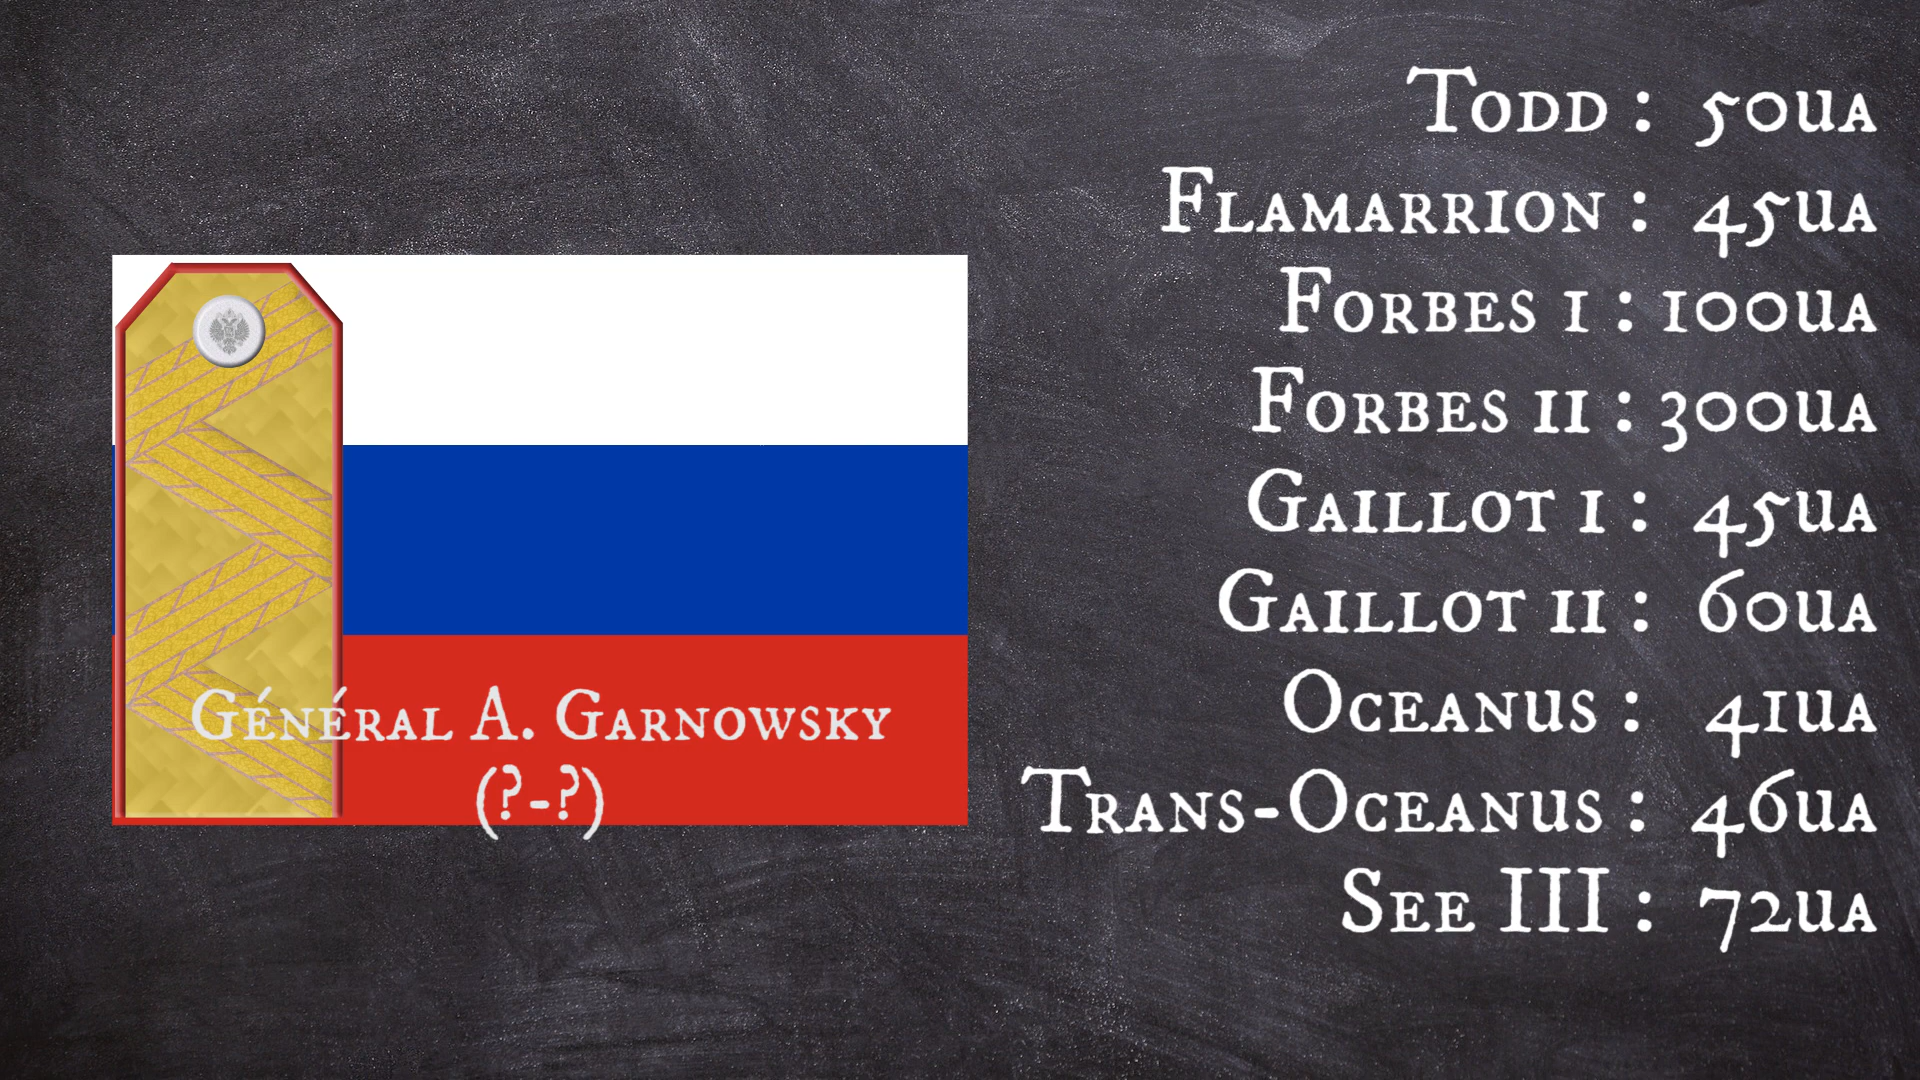 Général A. Garnowsky
(?-?)
Todd : 50ua
Flamarrion : 45ua
Forbes I : 100ua
Forbes II : 300ua
Gaillot I : 45ua
Gaillot II : 60ua
Oceanus : 41ua
Trans-Oceanus : 46ua
See III : 72ua